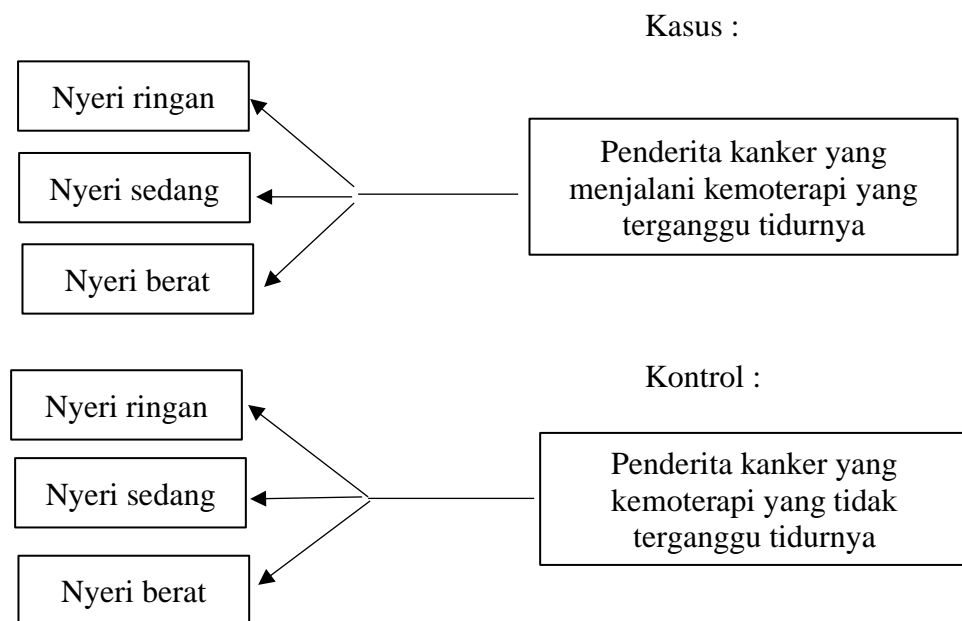 Kasus :
Nyeri ringan
Nyeri sedang
Nyeri berat
Penderita kanker yang
menjalani kemoterapi yang
terganggu tidurnya
Kontrol :
Nyeri ringan
Nyeri sedang
Nyeri berat
Penderita kanker yang
kemoterapi yang tidak
terganggu tidurnya